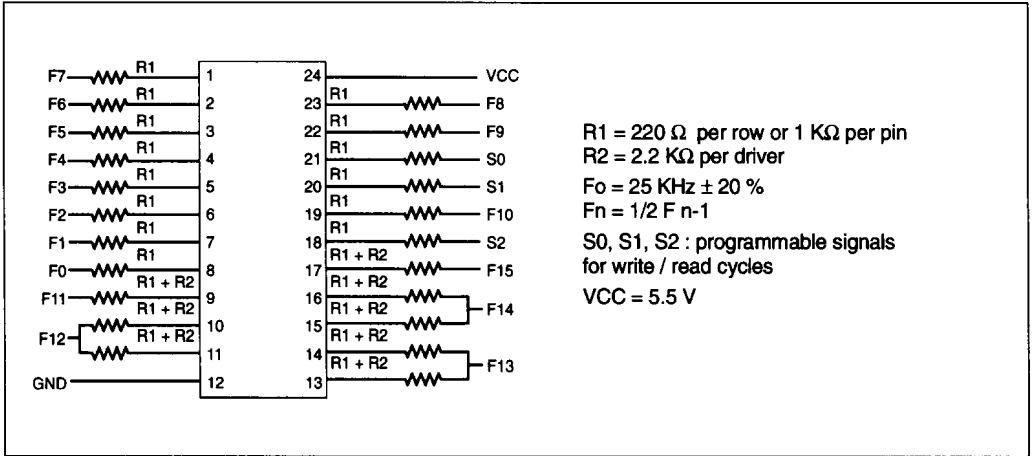 F7 R1 1 24 VCC
F6 R1 2 23 R1 F8
F5 R1 3 22 R1 F9
F4 R1 4 21 R1 S0
F3 R1 5 20 R1 S1
F2 R1 6 19 R1 F10
F1 R1 7 18 R1 S2
F0 R1 8 17 R1 + R2 F15
F11 R1 + R2 9 16 R1 + R2 F14
F12 R1 + R2 10 15 R1 + R2
R1 + R2 11 14 R1 + R2 F13
GND 12 13 R1 + R2
R1 = 220 Ω per row or 1 KΩ per pin
R2 = 2.2 KΩ per driver
Fo = 25 KHz ± 20 %
Fn = 1/2 F n-1
S0, S1, S2 : programmable signals
for write / read cycles
VCC = 5.5 V